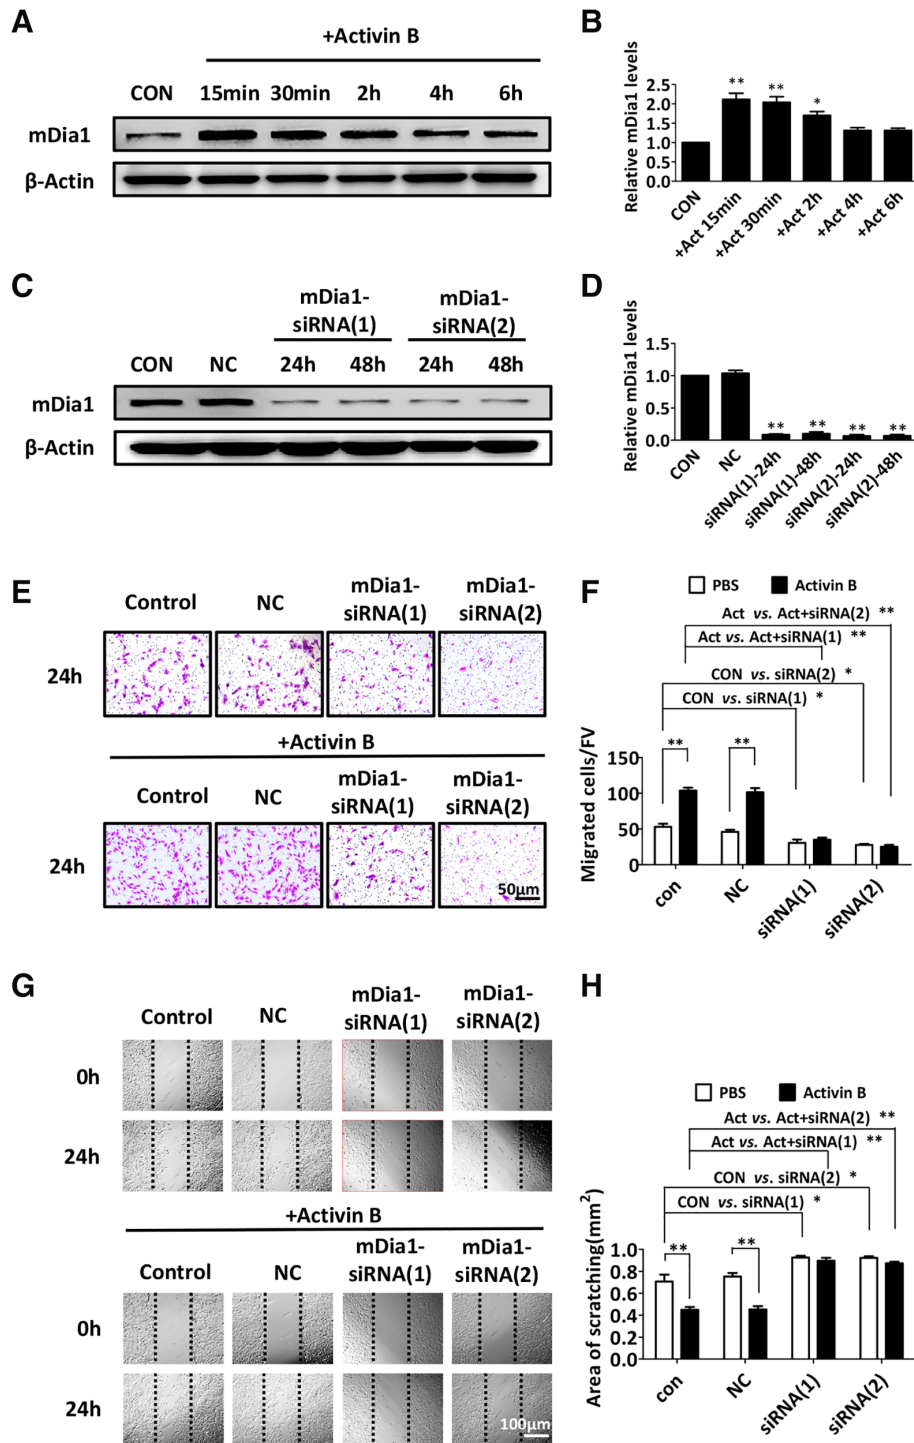 A
+Activin B
CON 15min 30min 2h 4h 6h
mDia1
β-Actin
B
Relative mDia1 levels
2.5
2.0
1.5
1.0
0.5
0.0
** ** *
CON +Act 15min +Act 30min +Act 2h +Act 4h +Act 6h
C
mDia1- mDia1-
siRNA(1) siRNA(2)
CON NC 24h 48h 24h 48h
mDia1
β-Actin
D
Relative mDia1 levels
1.5
1.0
0.5
0.0
** ** ** **
CON NC siRNA(1)-24h siRNA(1)-48h siRNA(2)-24h siRNA(2)-48h
E
Control NC mDia1- mDia1-
siRNA(1) siRNA(2)
24h
+Activin B
Control NC mDia1- mDia1-
siRNA(1) siRNA(2)
24h
50μm
F
PBS Activin B
Act vs. Act+siRNA(2) **
Act vs. Act+siRNA(1) **
CON vs. siRNA(2) *
CON vs. siRNA(1) *
** **
Migrated cells/FV
150
100
50
0
con NC siRNA(1) siRNA(2)
G
Control NC mDia1- mDia1-
siRNA(1) siRNA(2)
0h
24h
+Activin B
Control NC mDia1- mDia1-
siRNA(1) siRNA(2)
0h
24h
100μm
H
PBS Activin B
Act vs. Act+siRNA(2) **
Act vs. Act+siRNA(1) **
CON vs. siRNA(2) *
CON vs. siRNA(1) *
** **
Area of scratching(mm²)
1.0
0.8
0.6
0.4
0.2
0.0
con NC siRNA(1) siRNA(2)